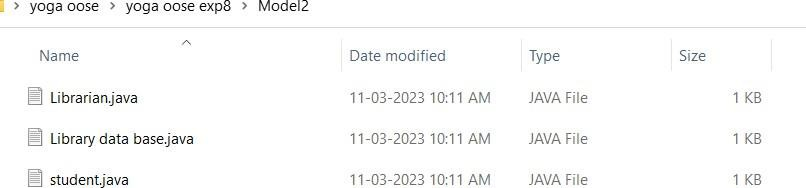 yoga oose > yoga oose exp8 > Model2
Name Date modified Type Size
Librarian.java 11-03-2023 10:11 AM JAVA File 1 KB
Library data base.java 11-03-2023 10:11 AM JAVA File 1 KB
student.java 11-03-2023 10:11 AM JAVA File 1 KB